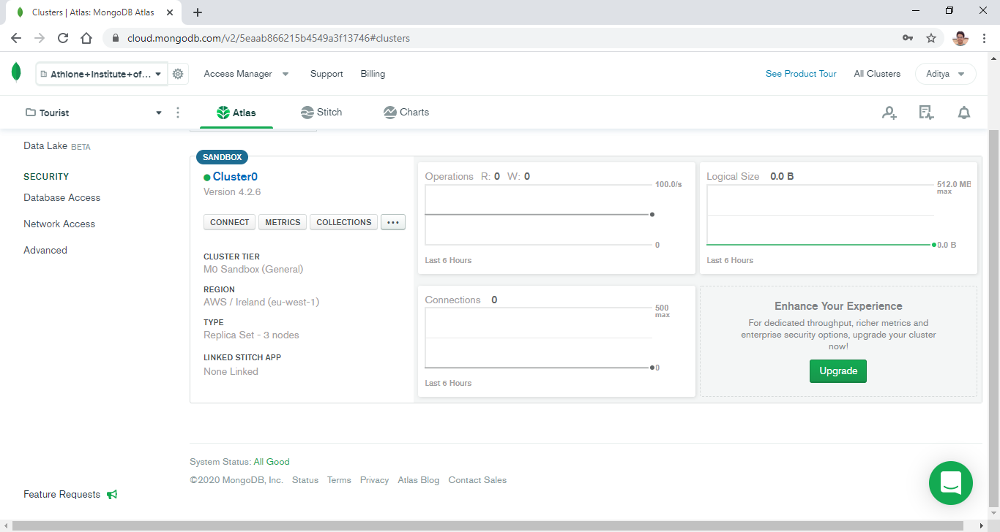 Clusters | Atlas: MongoDB Atlas
cloud.mongodb.com/v2/5eaab866215b4549a3f13746#clusters
Athlone+Institute+of... Access Manager Support Billing See Product Tour All Clusters Aditya
Tourist Atlas Stitch Charts
Data Lake BETA
SECURITY
Database Access
Network Access
Advanced
Feature Requests
SANDBOX
Cluster0
Version 4.2.6
CONNECT METRICS COLLECTIONS ...
CLUSTER TIER
M0 Sandbox (General)
REGION
AWS / Ireland (eu-west-1)
TYPE
Replica Set - 3 nodes
LINKED STITCH APP
None Linked
Operations R: 0 W: 0
100.0/s
0
Last 6 Hours
Logical Size 0.0 B
512.0 MB
max
0.0 B
Last 6 Hours
Connections 0
500
max
0
Last 6 Hours
Enhance Your Experience
For dedicated throughput, richer metrics and
enterprise security options, upgrade your cluster
now!
Upgrade
System Status: All Good
©2020 MongoDB, Inc. Status Terms Privacy Atlas Blog Contact Sales